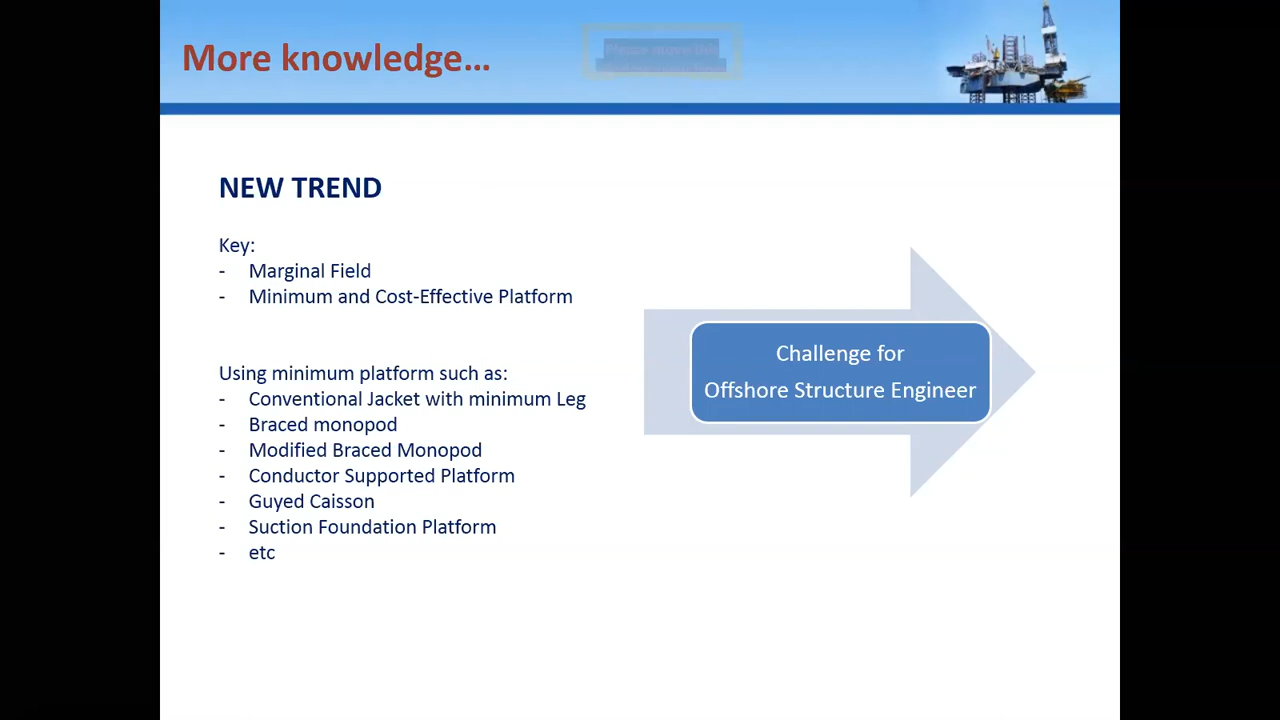 More knowledge...
NEW TREND
Key:
- Marginal Field
- Minimum and Cost-Effective Platform
Using minimum platform such as:
- Conventional Jacket with minimum Leg
- Braced monopod
- Modified Braced Monopod
- Conductor Supported Platform
- Guyed Caisson
- Suction Foundation Platform
- etc
Challenge for
Offshore Structure Engineer